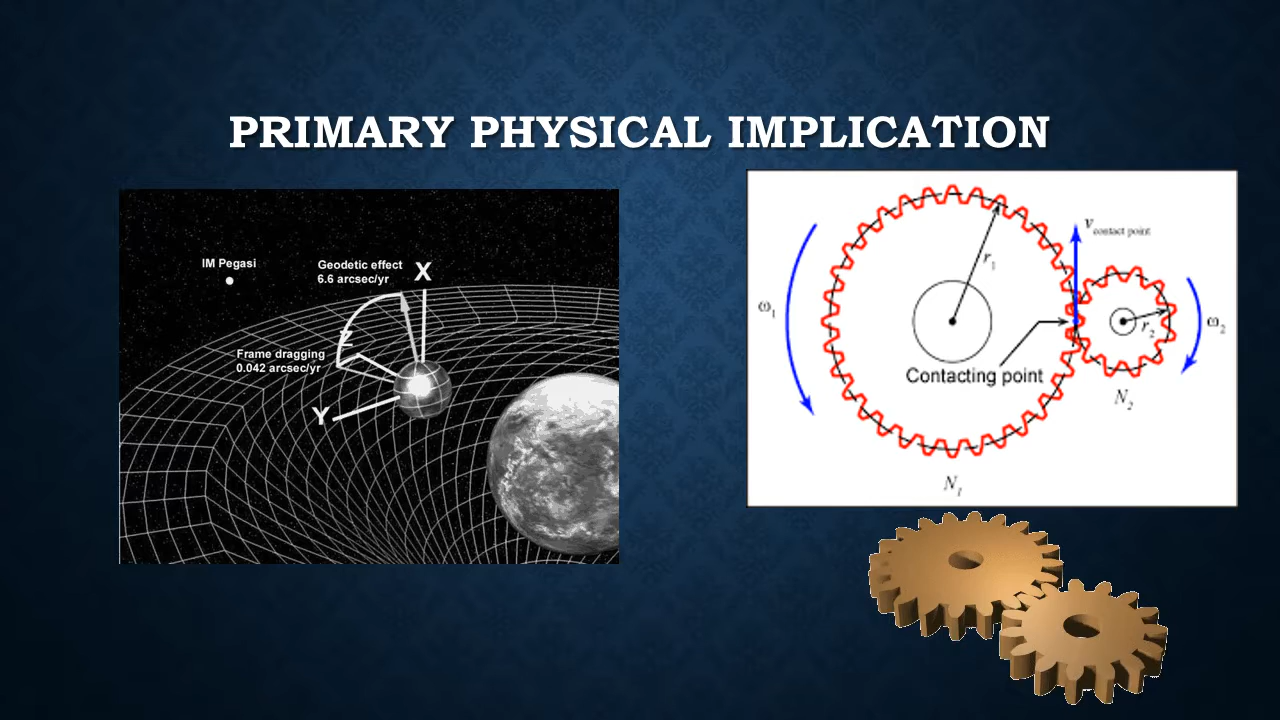 PRIMARY PHYSICAL IMPLICATION
IM Pegasi
Geodetic effect
6.6 arcsec/yr
X
Z
Frame dragging
0.042 arcsec/yr
Y
v contact point
r1
ω1
r2
ω2
Contacting point
N2
N1